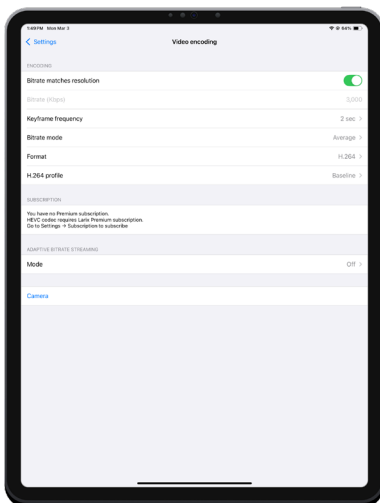 1:49 PM Mon Mar 3
64%
Settings
Video encoding
ENCODING
Bitrate matches resolution
Bitrate (Kbps)
3,000
Keyframe frequency
2 sec
Bitrate mode
Average
Format
H.264
H.264 profile
Baseline
SUBSCRIPTION
You have no Premium subscription.
HEVC codec requires Larix Premium subscription.
Go to Settings → Subscription to subscribe
ADAPTIVE BITRATE STREAMING
Mode
Off
Camera